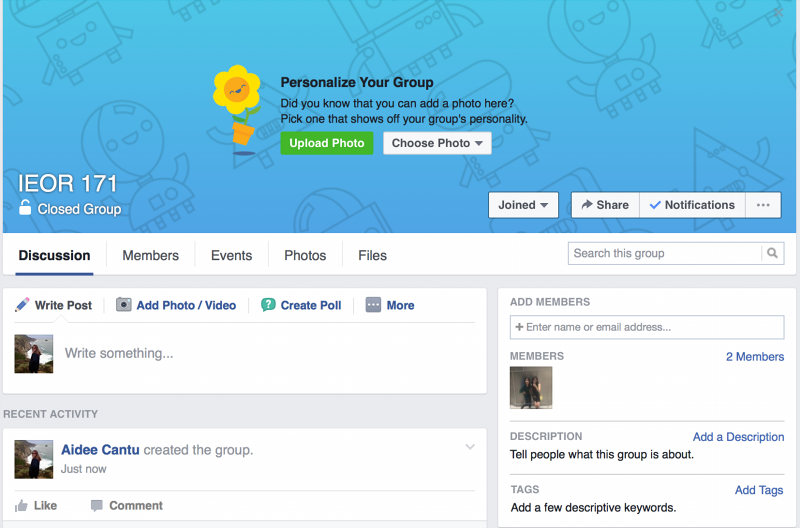 Personalize Your Group
Did you know that you can add a photo here?
Pick one that shows off your group's personality.
Upload Photo
Choose Photo
IEOR 171
Closed Group
Joined
Share
Notifications
Discussion
Members
Events
Photos
Files
Search this group
Write Post
Add Photo / Video
Create Poll
More
Write something...
RECENT ACTIVITY
Aidee Cantu created the group.
Just now
Like
Comment
ADD MEMBERS
+ Enter name or email address...
MEMBERS
2 Members
DESCRIPTION
Add a Description
Tell people what this group is about.
TAGS
Add Tags
Add a few descriptive keywords.